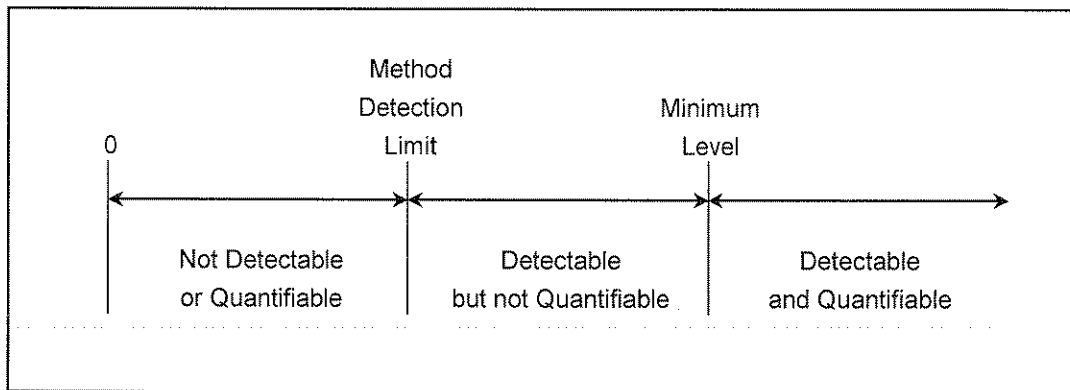 Method
Detection
Limit
Minimum
Level
0
Not Detectable
or Quantifiable
Detectable
but not Quantifiable
Detectable
and Quantifiable